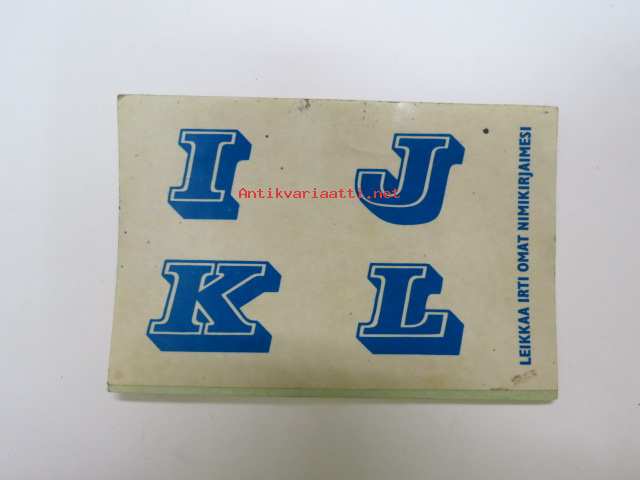 I J
Antikvariaatti.net
K L
LEIKKAA IRTI OMAT NIMIKIRJAIMESI